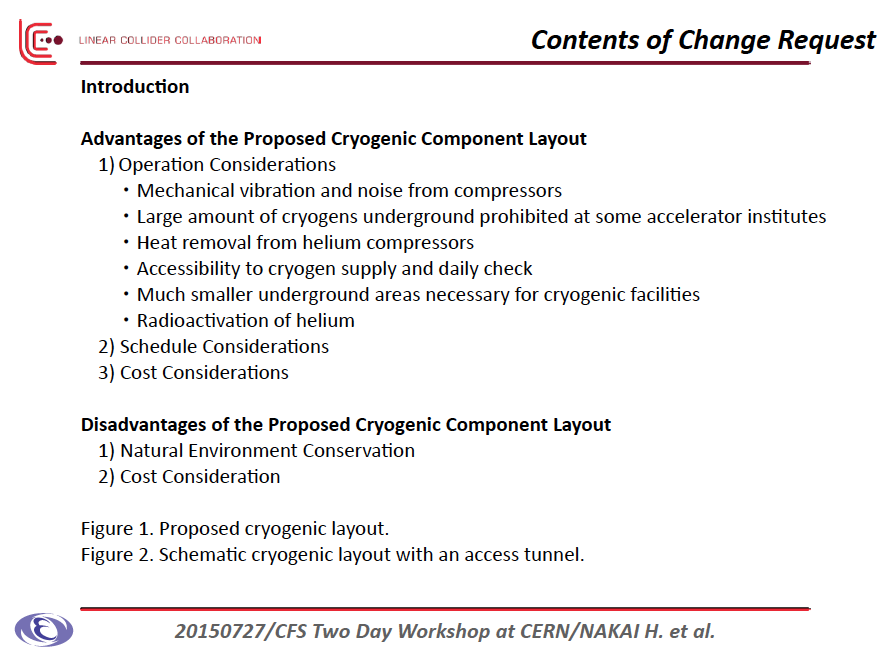 LINEAR COLLIDER COLLABORATION
Contents of Change Request
Introduction
Advantages of the Proposed Cryogenic Component Layout
1) Operation Considerations
・Mechanical vibration and noise from compressors
・Large amount of cryogens underground prohibited at some accelerator institutes
・Heat removal from helium compressors
・Accessibility to cryogen supply and daily check
・Much smaller underground areas necessary for cryogenic facilities
・Radioactivation of helium
2) Schedule Considerations
3) Cost Considerations
Disadvantages of the Proposed Cryogenic Component Layout
1) Natural Environment Conservation
2) Cost Consideration
Figure 1. Proposed cryogenic layout.
Figure 2. Schematic cryogenic layout with an access tunnel.
20150727/CFS Two Day Workshop at CERN/NAKAI H. et al.